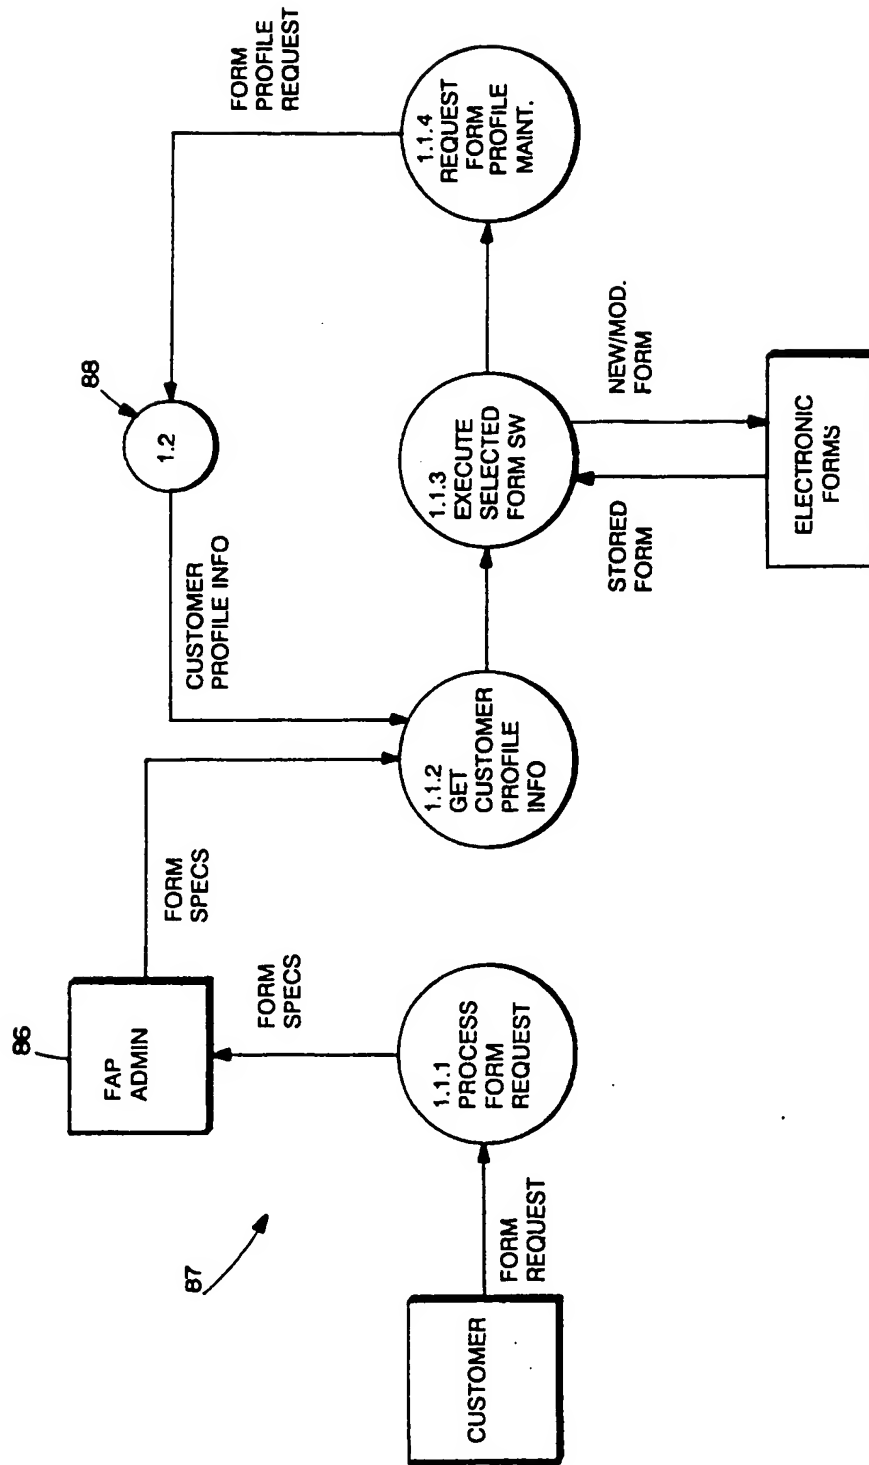 87
86
FAP
ADMIN
FORM
SPECS
FORM
SPECS
CUSTOMER
FORM
REQUEST
1.1.1
PROCESS
FORM
REQUEST
88
1.2
CUSTOMER
PROFILE INFO
FORM
PROFILE
REQUEST
1.1.2
GET
CUSTOMER
PROFILE
INFO
1.1.3
EXECUTE
SELECTED
FORM SW
1.1.4
REQUEST
FORM
PROFILE
MAINT.
STORED
FORM
NEW/MOD.
FORM
ELECTRONIC
FORMS